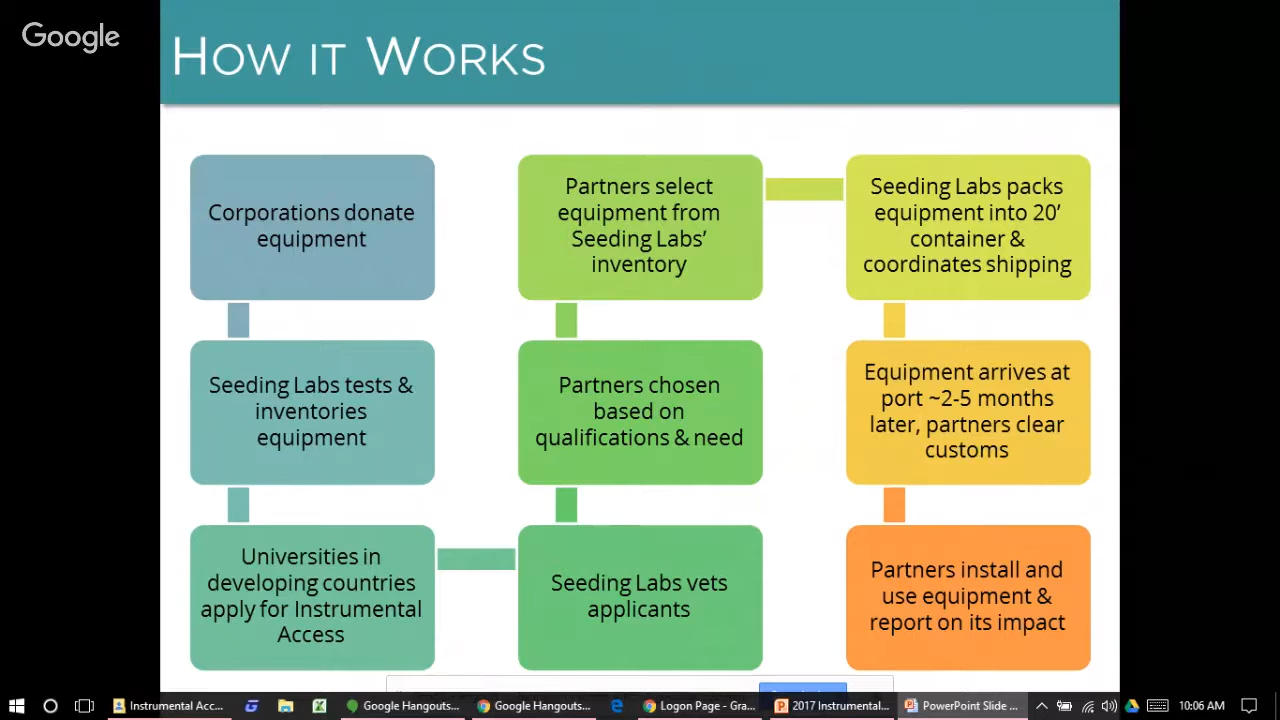 Google
HOW IT WORKS
Corporations donate
equipment
Seeding Labs tests &
inventories
equipment
Universities in
developing countries
apply for Instrumental
Access
Seeding Labs vets
applicants
Partners chosen
based on
qualifications & need
Partners select
equipment from
Seeding Labs’
inventory
Seeding Labs packs
equipment into 20’
container &
coordinates shipping
Equipment arrives at
port ~2-5 months
later, partners clear
customs
Partners install and
use equipment &
report on its impact
Instrumental Acc...
Google Hangouts...
Google Hangouts...
Logon Page - Gra...
2017 Instrumental...
PowerPoint Slide ...
10:06 AM